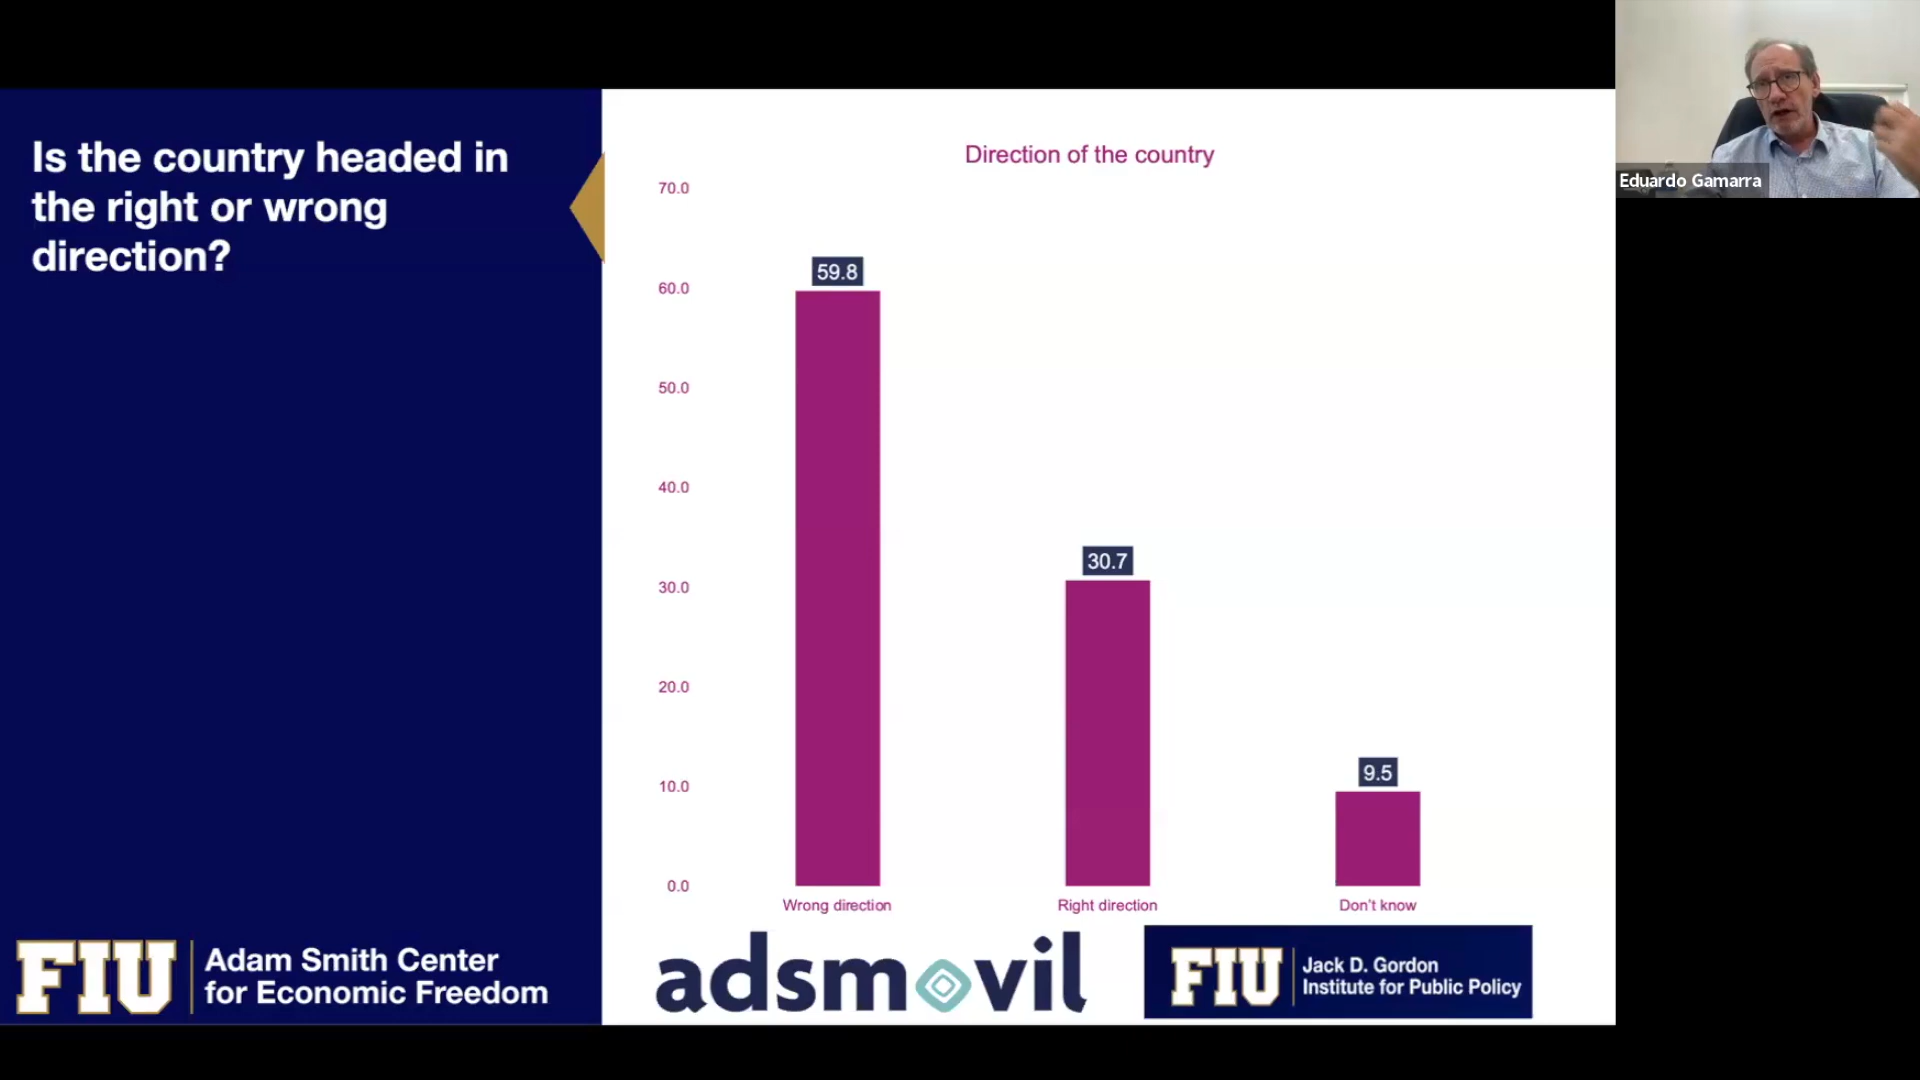 Is the country headed in
the right or wrong
direction?
Direction of the country
70.0
60.0
50.0
40.0
30.0
20.0
10.0
0.0
59.8
30.7
9.5
Wrong direction
Right direction
Don't know
FIU
Adam Smith Center
for Economic Freedom
adsmovil
FIU
Jack D. Gordon
Institute for Public Policy
Eduardo Gamarra